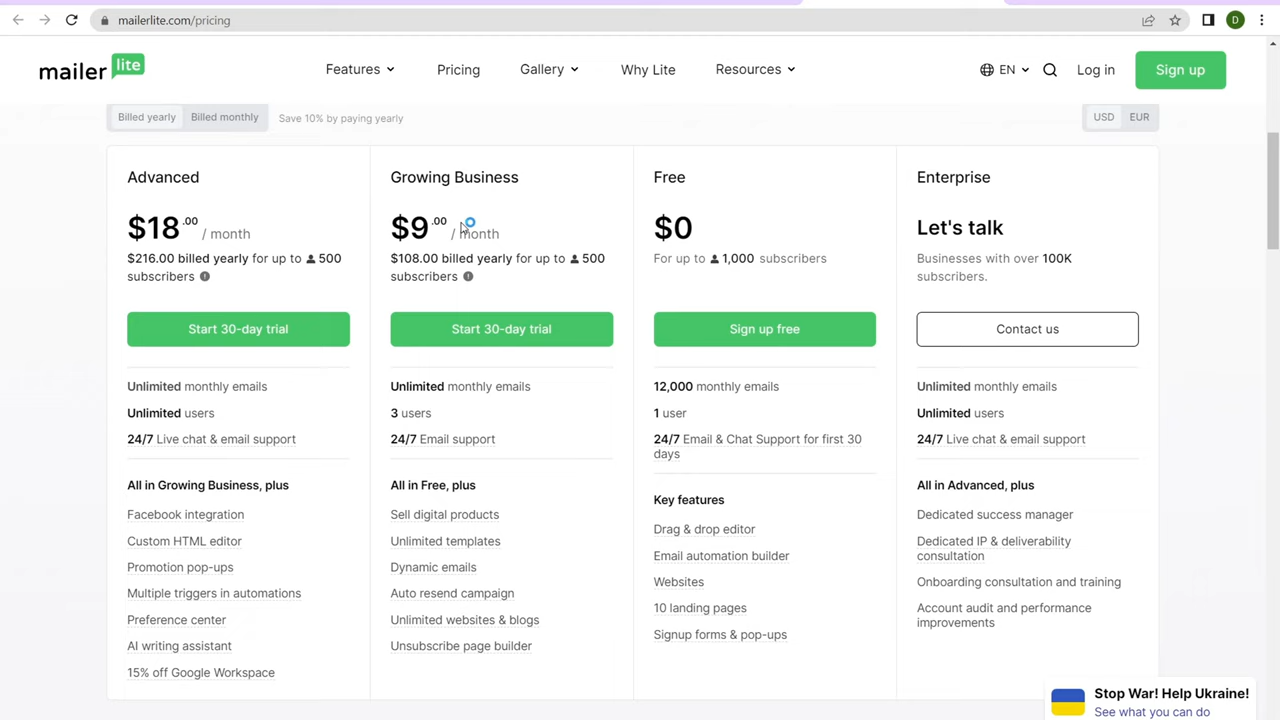 mailerlite.com/pricing
D
mailer lite
Features
Pricing
Gallery
Why Lite
Resources
EN
Log in
Sign up
Billed yearly
Billed monthly
Save 10% by paying yearly
USD
EUR
Advanced
$18.00 / month
$216.00 billed yearly for up to 500
subscribers
Start 30-day trial
Unlimited monthly emails
Unlimited users
24/7 Live chat & email support
All in Growing Business, plus
Facebook integration
Custom HTML editor
Promotion pop-ups
Multiple triggers in automations
Preference center
AI writing assistant
15% off Google Workspace
Growing Business
$9.00 / month
$108.00 billed yearly for up to 500
subscribers
Start 30-day trial
Unlimited monthly emails
3 users
24/7 Email support
All in Free, plus
Sell digital products
Unlimited templates
Dynamic emails
Auto resend campaign
Unlimited websites & blogs
Unsubscribe page builder
Free
$0
For up to 1,000 subscribers
Sign up free
12,000 monthly emails
1 user
24/7 Email & Chat Support for first 30
days
Key features
Drag & drop editor
Email automation builder
Websites
10 landing pages
Signup forms & pop-ups
Enterprise
Let's talk
Businesses with over 100K
subscribers.
Contact us
Unlimited monthly emails
Unlimited users
24/7 Live chat & email support
All in Advanced, plus
Dedicated success manager
Dedicated IP & deliverability
consultation
Onboarding consultation and training
Account audit and performance
improvements
Stop War! Help Ukraine!
See what you can do